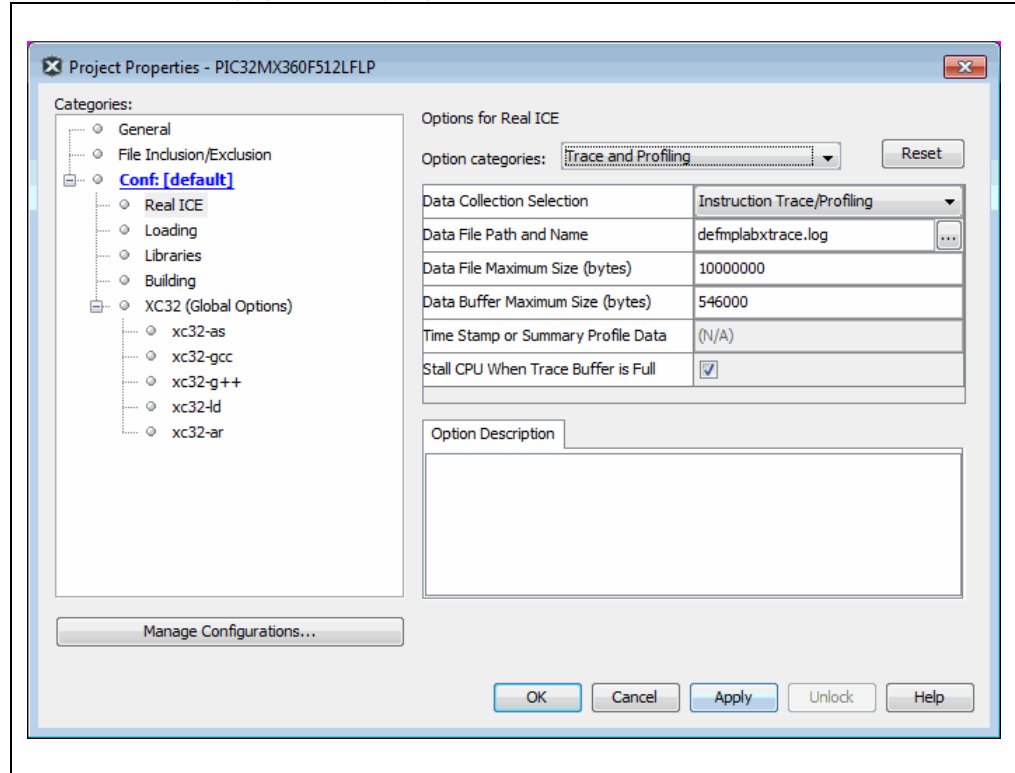 Project Properties - PIC32MX360F512LFLP
Categories:
General
File Inclusion/Exclusion
Conf: [default]
Real ICE
Loading
Libraries
Building
XC32 (Global Options)
xc32-as
xc32-gcc
xc32-g++
xc32-ld
xc32-ar
Manage Configurations...
Options for Real ICE
Option categories: Trace and Profiling Reset
Data Collection Selection Instruction Trace/Profiling
Data File Path and Name defmplabxtrace.log ...
Data File Maximum Size (bytes) 10000000
Data Buffer Maximum Size (bytes) 546000
Time Stamp or Summary Profile Data (N/A)
Stall CPU When Trace Buffer is Full
Option Description
OK Cancel Apply Unlock Help